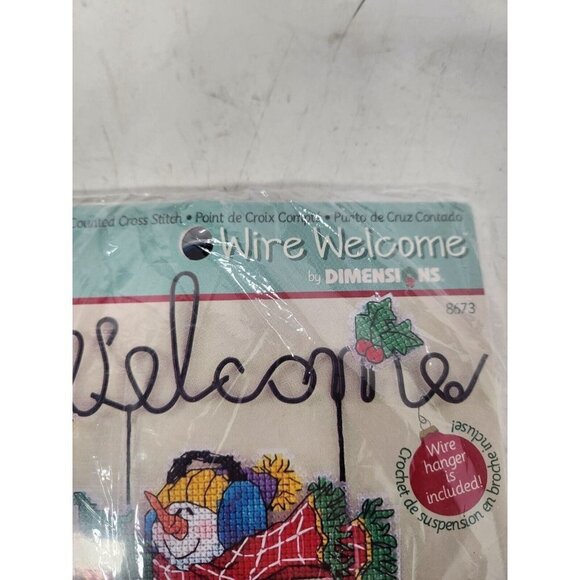 Counted Cross Stitch • Point de Croix Compté • Punto de Cruz Contado
Wire Welcome
by DIMENSIONS
8673
Welcome
Wire
hanger
is
included!
Crochet de suspension en broche incluse!